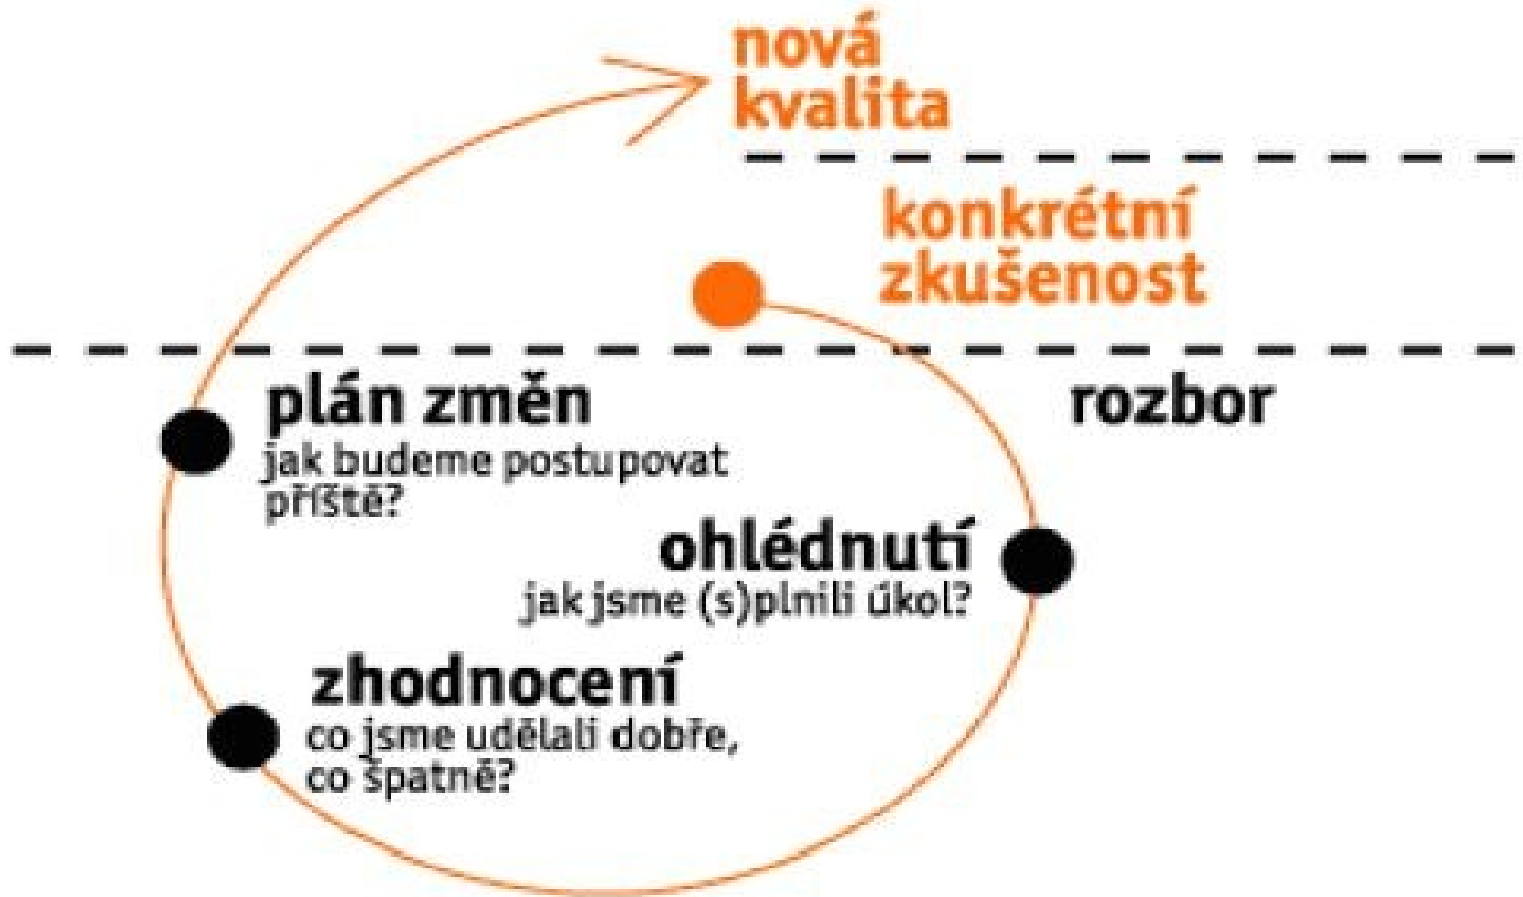 nová
kvalita
konkrétní
zkušenost
plán změn
jak budeme postupovat
příště?
rozbor
ohlédnutí
jak jsme (s)plnili úkol?
zhodnocení
co jsme udělali dobře,
co špatně?